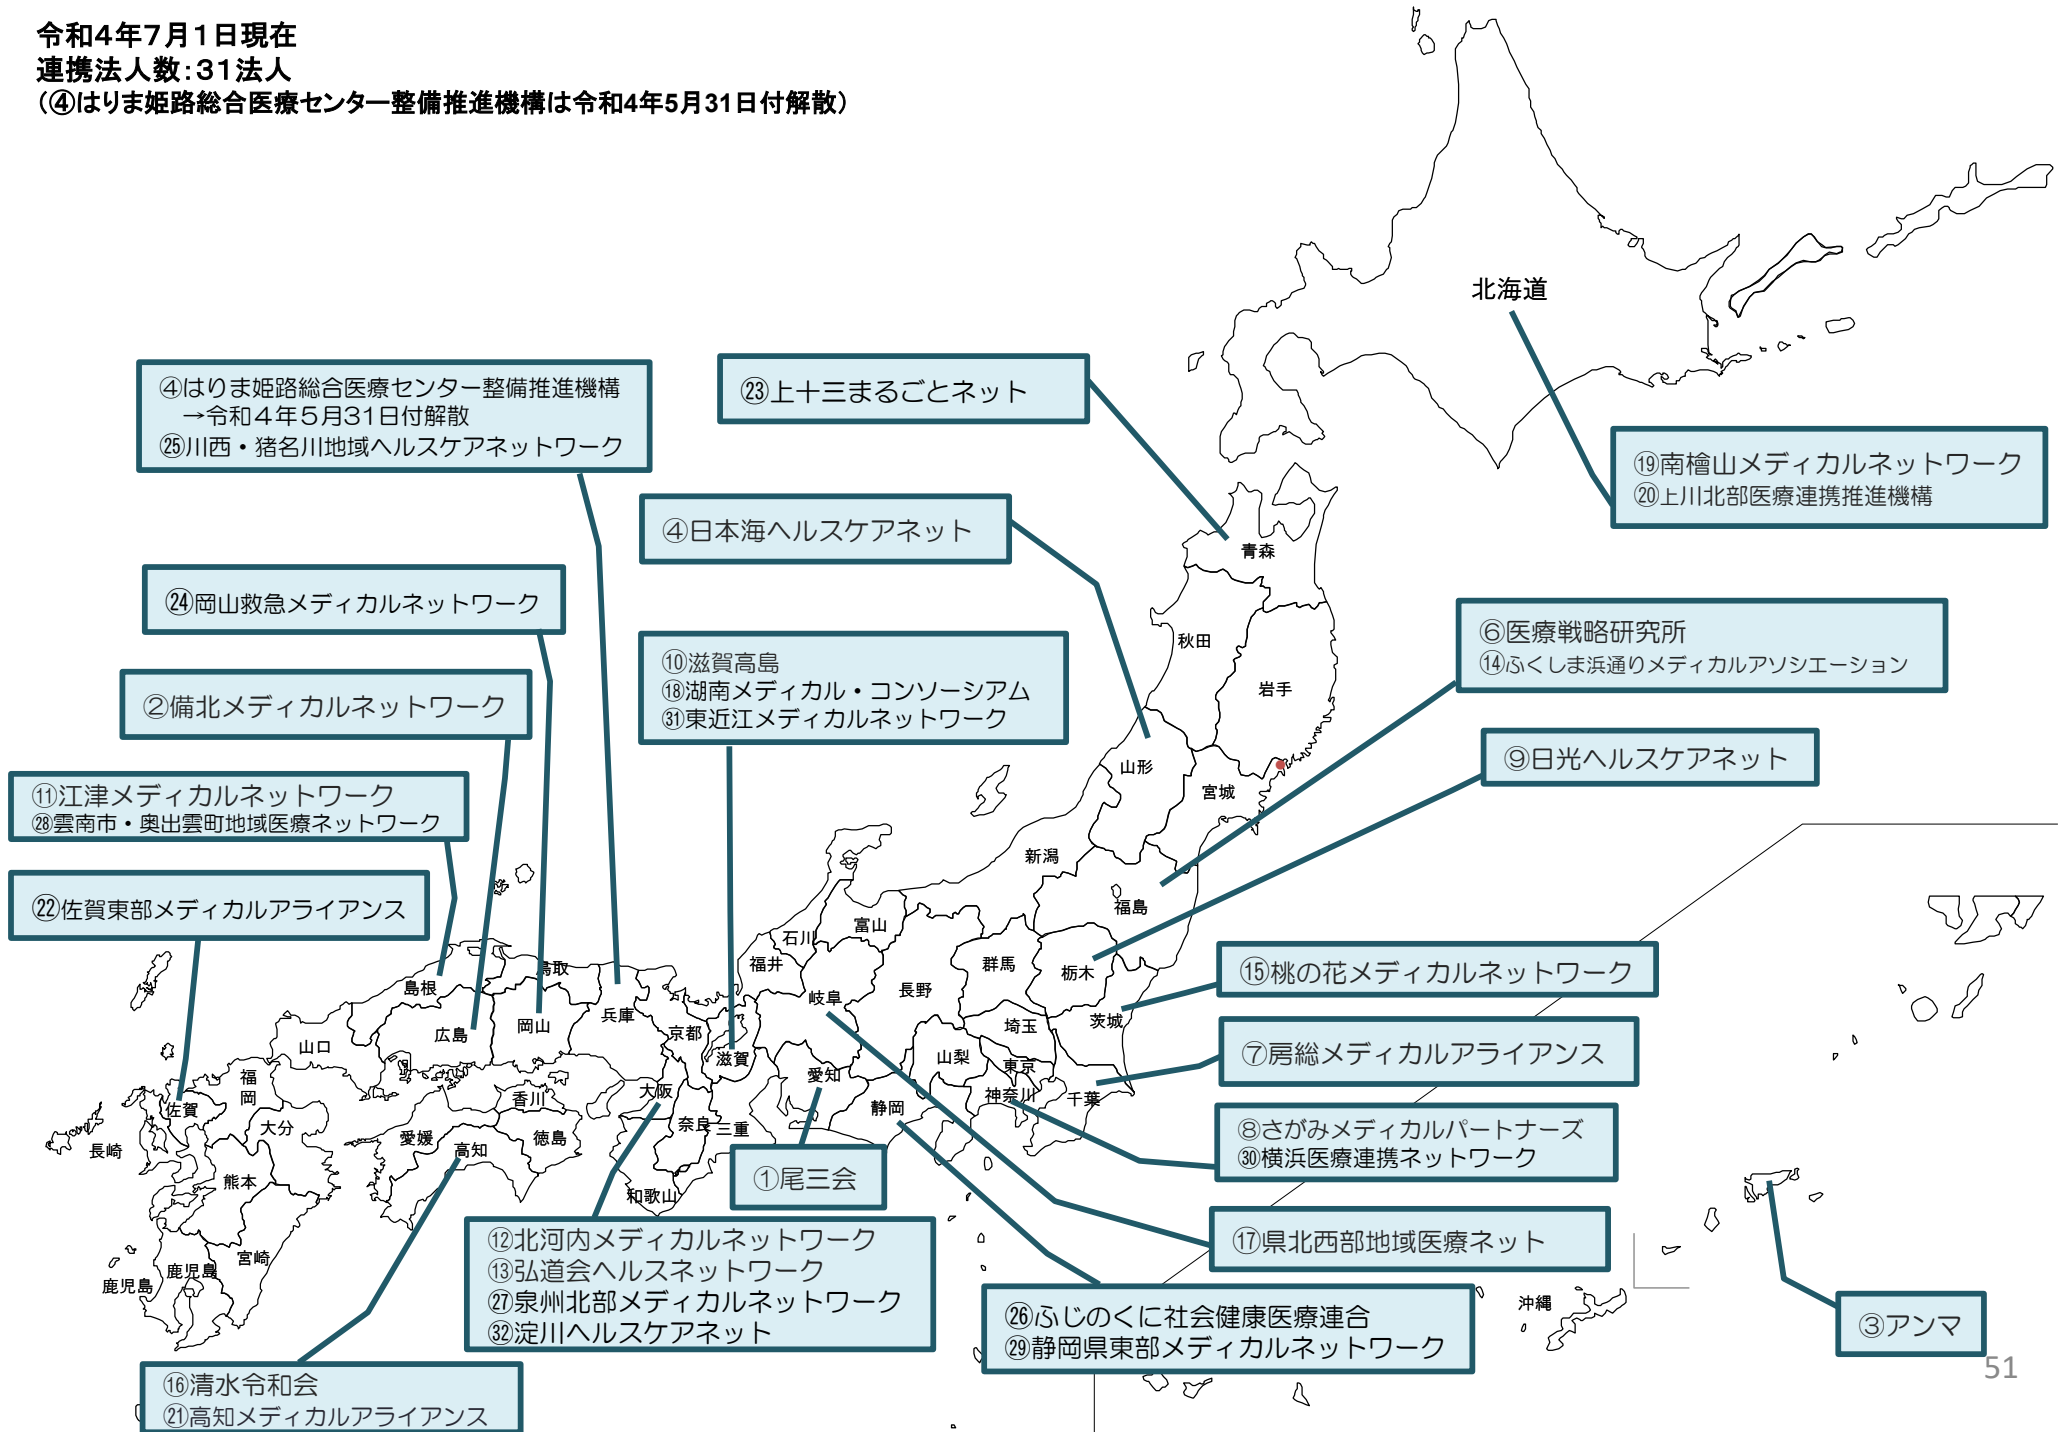 令和4年7月1日現在
連携法人数：31法人
（④はりま姫路総合医療センター整備推進機構は令和4年5月31日付解散）
北海道
④はりま姫路総合医療センター整備推進機構
→令和４年５月31日付解散
㉕川西・猪名川地域ヘルスケアネットワーク
㉓上十三まるごとネット
⑲南檜山メディカルネットワーク
⑳上川北部医療連携推進機構
④日本海ヘルスケアネット
青森
㉔岡山救急メディカルネットワーク
秋田
⑥医療戦略研究所
⑭ふくしま浜通りメディカルアソシエーション
⑩滋賀高島
⑱湖南メディカル・コンソーシアム
㉛東近江メディカルネットワーク
岩手
②備北メディカルネットワーク
山形
⑨日光ヘルスケアネット
宮城
⑪江津メディカルネットワーク
㉘雲南市・奥出雲町地域医療ネットワーク
新潟
㉒佐賀東部メディカルアライアンス
福島
富山
石川
福井
群馬
栃木
⑮桃の花メディカルネットワーク
鳥取
島根
長野
岐阜
兵庫
岡山
広島
京都
茨城
埼玉
山口
滋賀
山梨
東京
⑦房総メディカルアライアンス
愛知
福岡
大阪
香川
神奈川
千葉
佐賀
静岡
大分
奈良
三重
愛媛
高知
徳島
長崎
⑧さがみメディカルパートナーズ
㉚横浜医療連携ネットワーク
熊本
①尾三会
和歌山
⑫北河内メディカルネットワーク
⑬弘道会ヘルスネットワーク
㉗泉州北部メディカルネットワーク
㉜淀川ヘルスケアネット
⑰県北西部地域医療ネット
宮崎
鹿児島
鹿児島
㉖ふじのくに社会健康医療連合
㉙静岡県東部メディカルネットワーク
沖縄
③アンマ
51
⑯清水令和会
㉑高知メディカルアライアンス